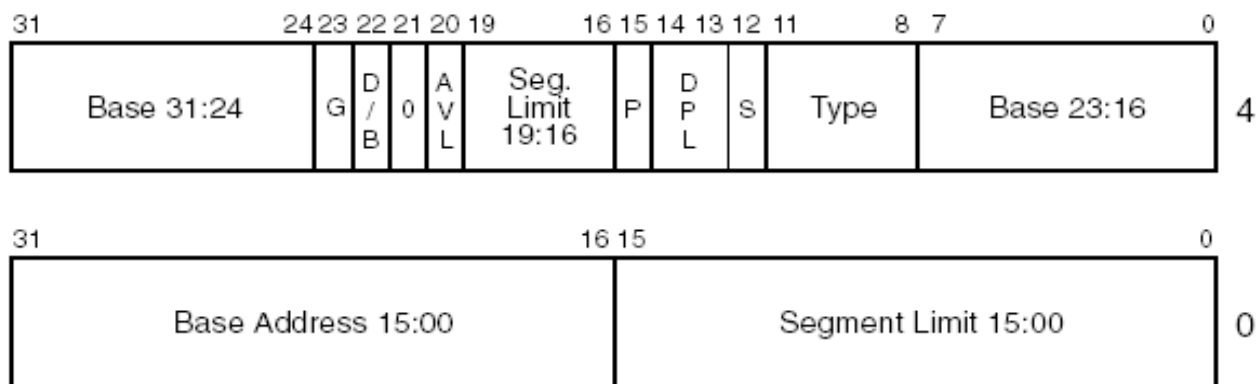 31 24 23 22 21 20 19 16 15 14 13 12 11 8 7 0
Base 31:24 G D/B 0 AVL Seg. Limit 19:16 P DPL S Type Base 23:16 4
31 16 15 0
Base Address 15:00 Segment Limit 15:00 0